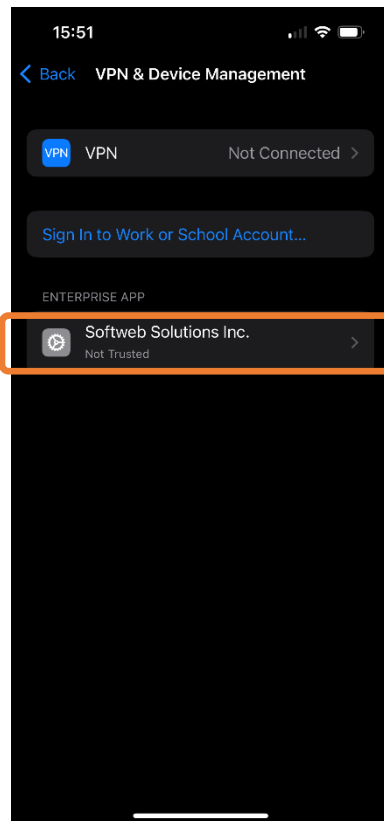 15:51
Back VPN & Device Management
VPN VPN Not Connected
Sign In to Work or School Account...
ENTERPRISE APP
Softweb Solutions Inc.
Not Trusted